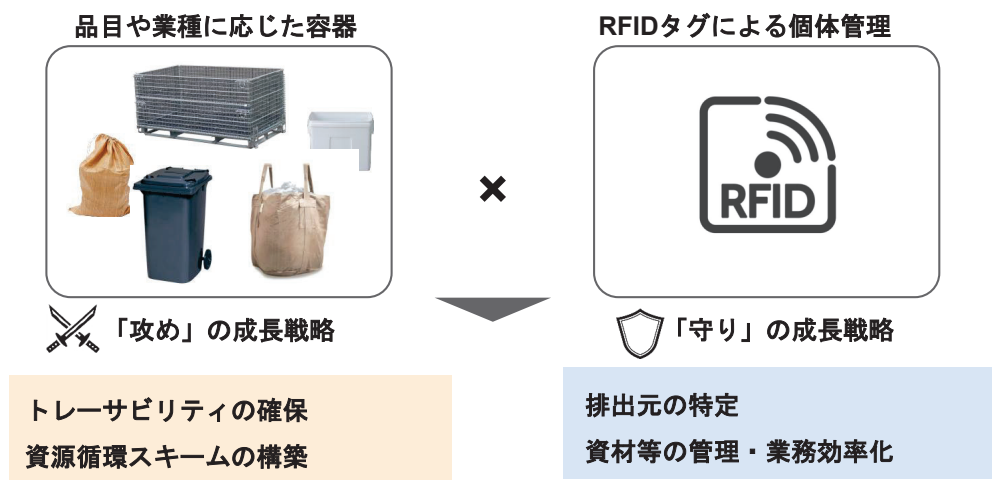 品目や業種に応じた容器
RFIDタグによる個体管理
×
RFID
「攻め」の成長戦略
「守り」の成長戦略
トレーサビリティの確保
資源循環スキームの構築
排出元の特定
資材等の管理・業務効率化